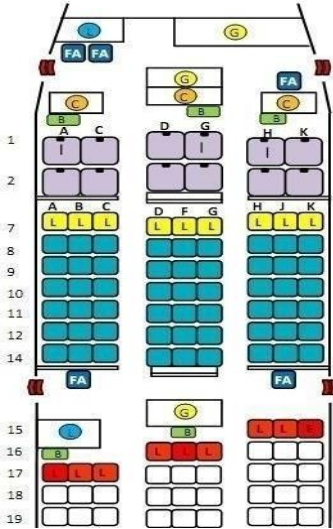 L G
FA FA
G FA
C C C
B B B
A C D G H K
1 I I I
2
A B C D F G H J K
7 L L L L L L L L L
8
9
10
11
12
14
FA FA
G
15 L L L
L B
16 B L L L
17 L L L
18
19